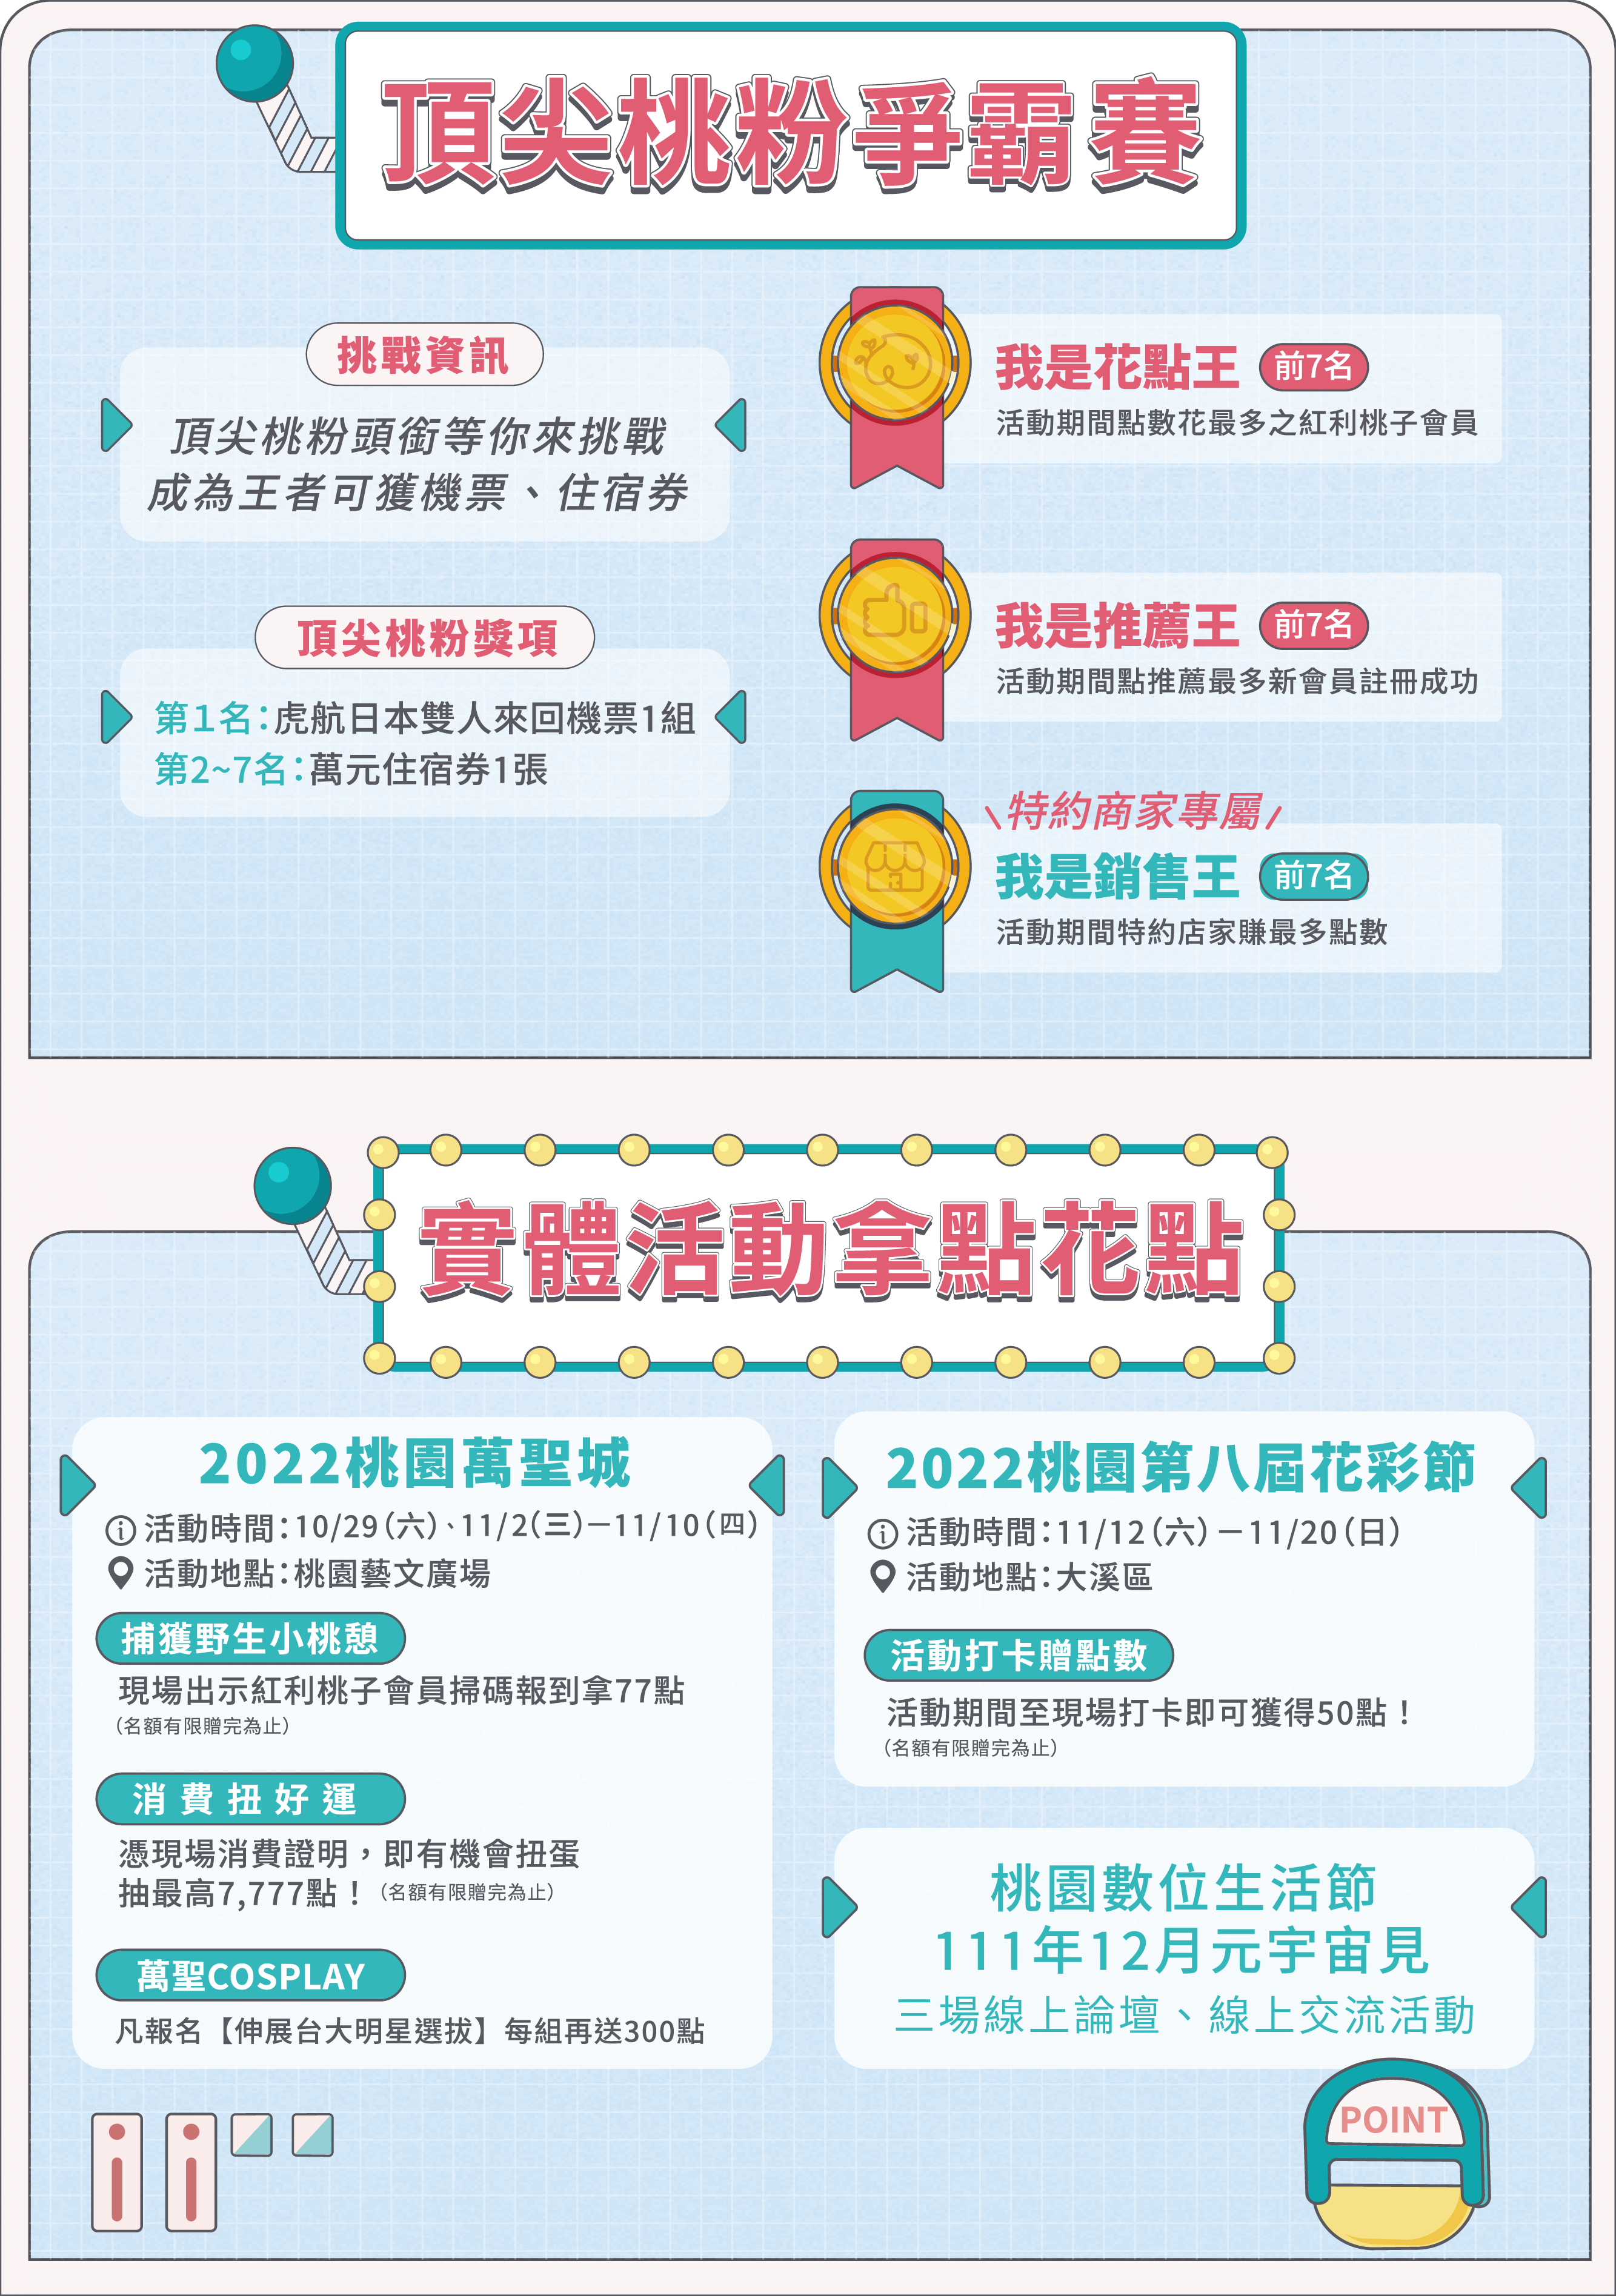 頂尖桃粉爭霸賽
挑戰資訊
頂尖桃粉頭銜等你來挑戰
成為王者可獲機票、住宿券
頂尖桃粉獎項
第1名：虎航日本雙人來回機票1組
第2~7名：萬元住宿券1張
我是花點王 前7名
活動期間點數花最多之紅利桃子會員
我是推薦王 前7名
活動期間點推薦最多新會員註冊成功
\特約商家專屬/
我是銷售王 前7名
活動期間特約店家賺最多點數
實體活動拿點花點
2022桃園萬聖城
活動時間：10/29（六）、11/2（三）—11/10（四）
活動地點：桃園藝文廣場
捕獲野生小桃憩
現場出示紅利桃子會員掃碼報到拿77點
（名額有限贈完為止）
消費扭好運
憑現場消費證明，即有機會扭蛋
抽最高7,777點！（名額有限贈完為止）
萬聖COSPLAY
凡報名【伸展台大明星選拔】每組再送300點
2022桃園第八屆花彩節
活動時間：11/12（六）—11/20（日）
活動地點：大溪區
活動打卡贈點數
活動期間至現場打卡即可獲得50點！
（名額有限贈完為止）
桃園數位生活節
111年12月元宇宙見
三場線上論壇、線上交流活動
POINT